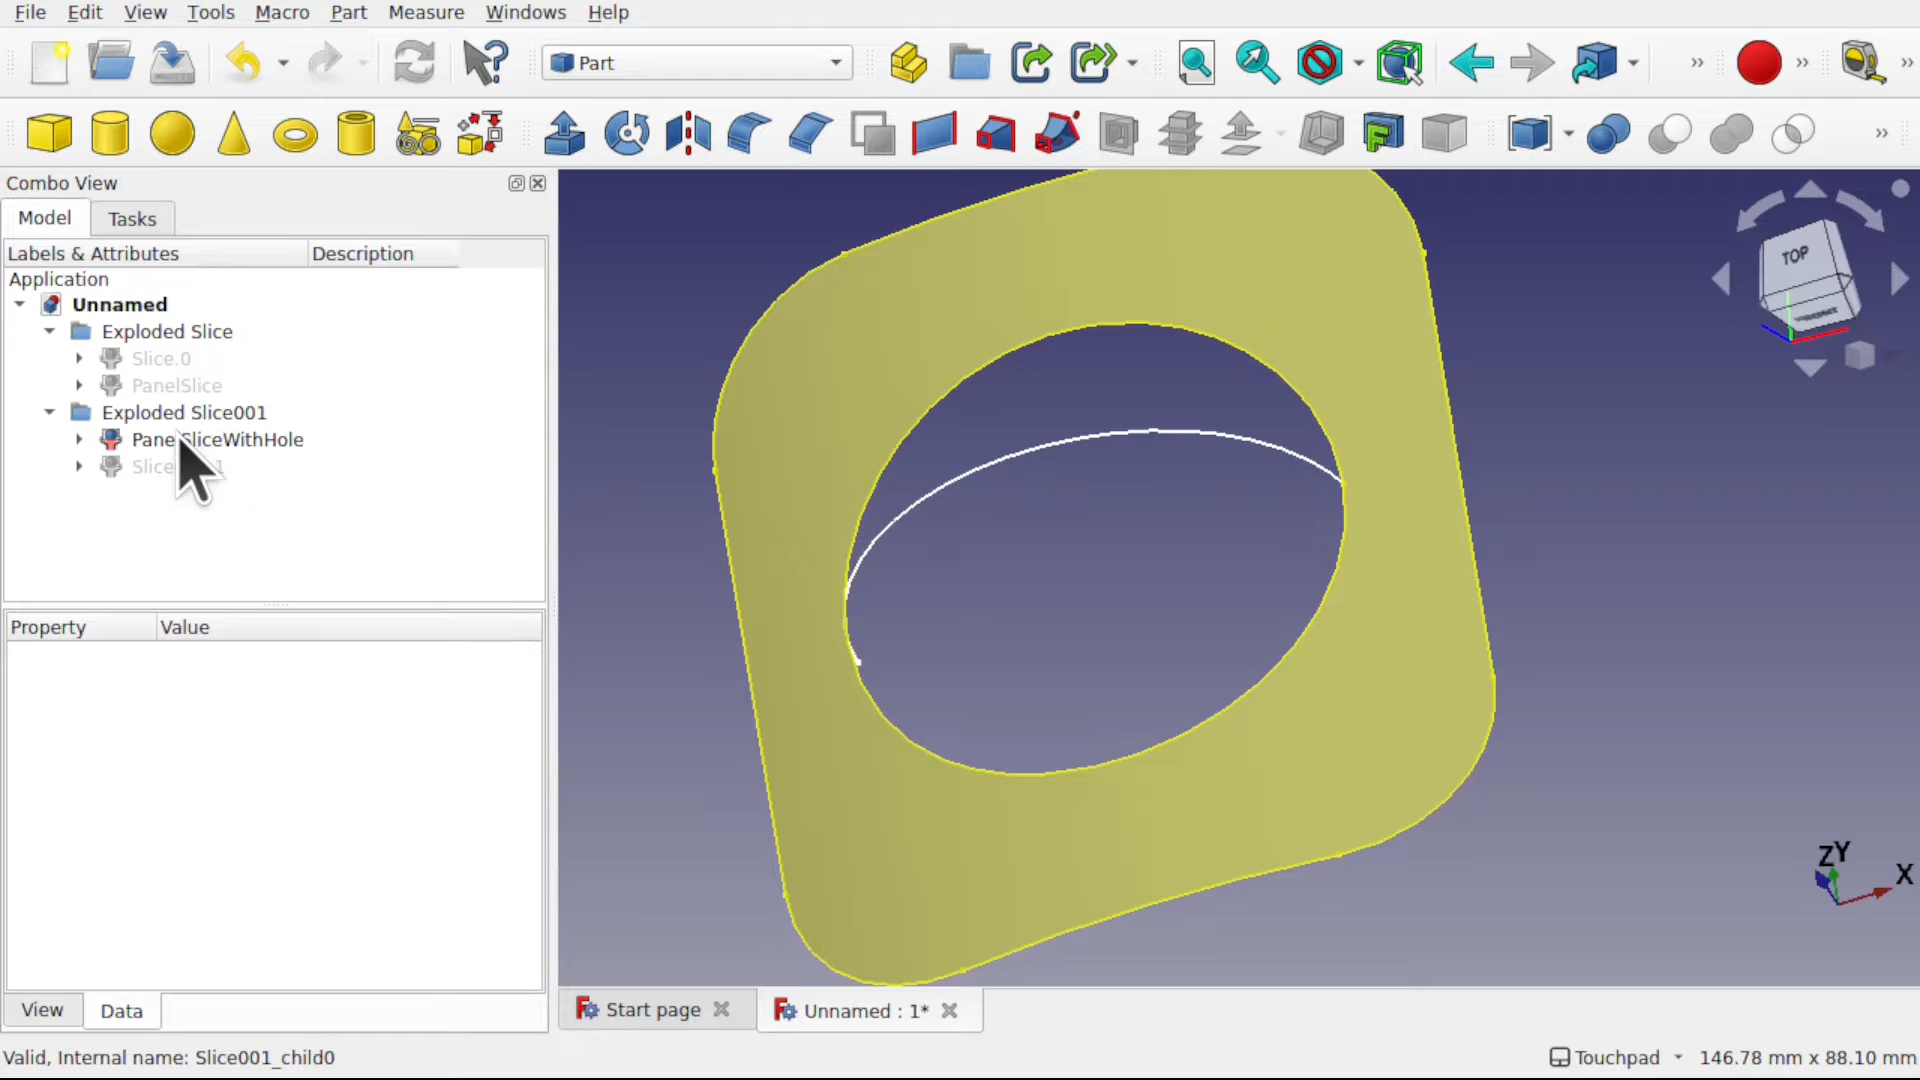 File Edit View Tools Macro Part Measure Windows Help
Part
Combo View
Model Tasks
Labels & Attributes Description
Application
Unnamed
Exploded Slice
Slice.0
PanelSlice
Exploded Slice001
PanelSliceWithHole
Property Value
View Data
TOP
ZY
X
Start page
Unnamed : 1*
Valid, Internal name: Slice001_child0
Touchpad 146.78 mm x 88.10 mm